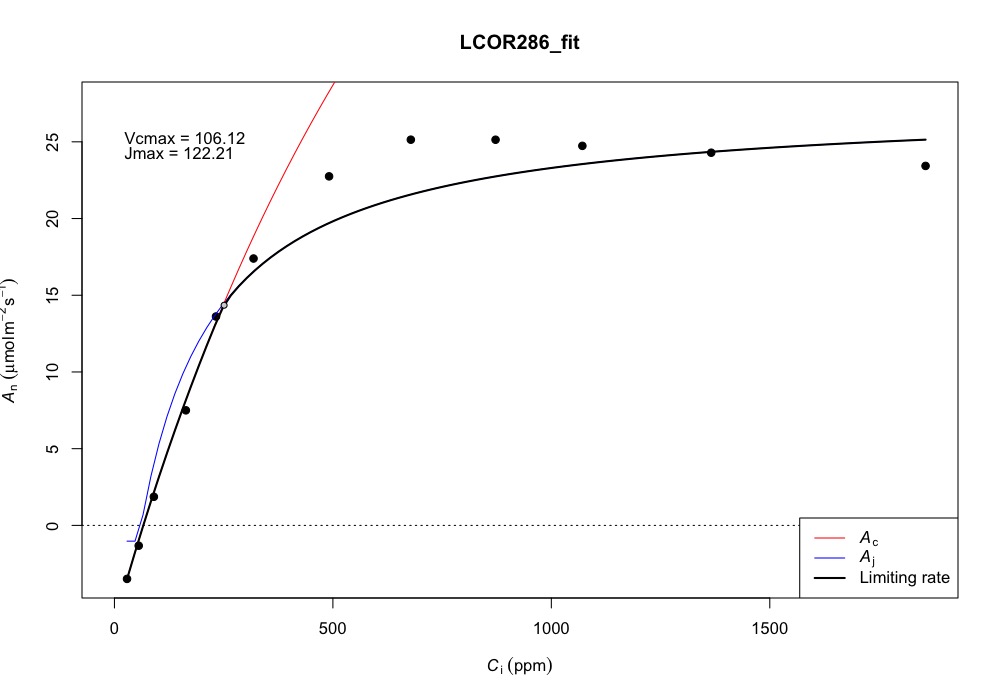 LCOR286_fit
Vcmax = 106.12
Jmax = 122.21
25
20
15
10
5
0
Aₙ (μmolm⁻²s⁻¹)
0 500 1000 1500
Cᵢ (ppm)
A꜀
Aⱼ
Limiting rate